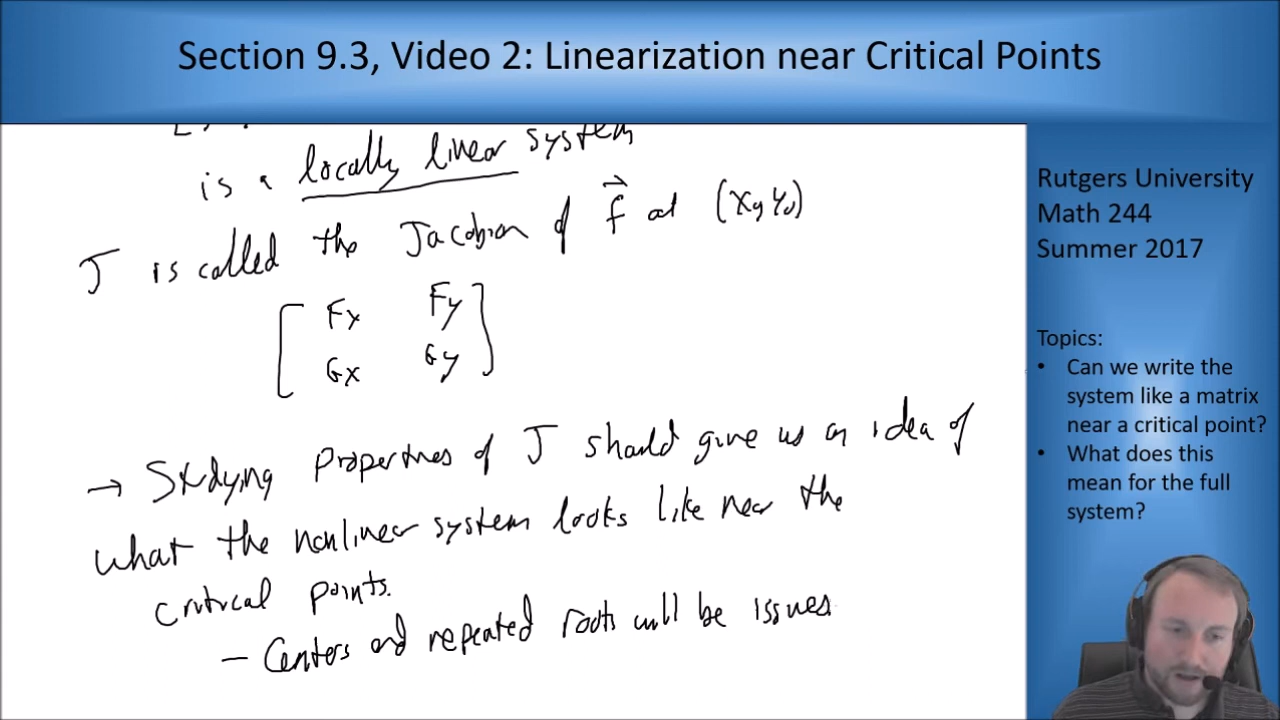 Section 9.3, Video 2: Linearization near Critical Points
is a locally linear system
J is called the Jacobian of f⃗ at (x₀, y₀)
[ Fx Fy
Gx Gy ]
→ Studying properties of J should give us an idea of
what the nonlinear system looks like near the
critical points.
– Centers and repeated roots will be issues.
Rutgers University
Math 244
Summer 2017
Topics:
• Can we write the
system like a matrix
near a critical point?
• What does this
mean for the full
system?